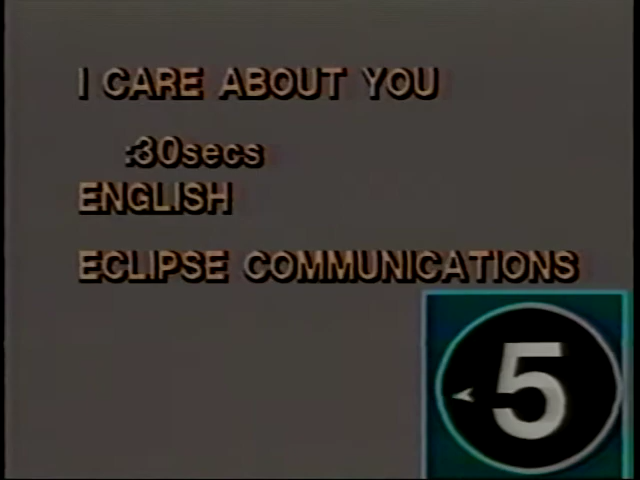 I CARE ABOUT YOU
:30secs
ENGLISH
ECLIPSE COMMUNICATIONS
5